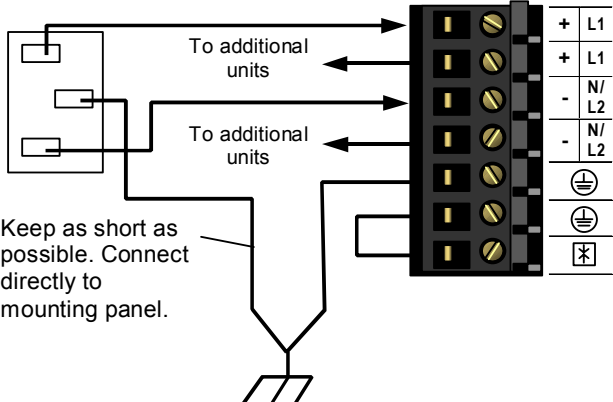 To additional
units
To additional
units
Keep as short as
possible. Connect
directly to
mounting panel.
+ L1
+ L1
- N/
L2
- N/
L2